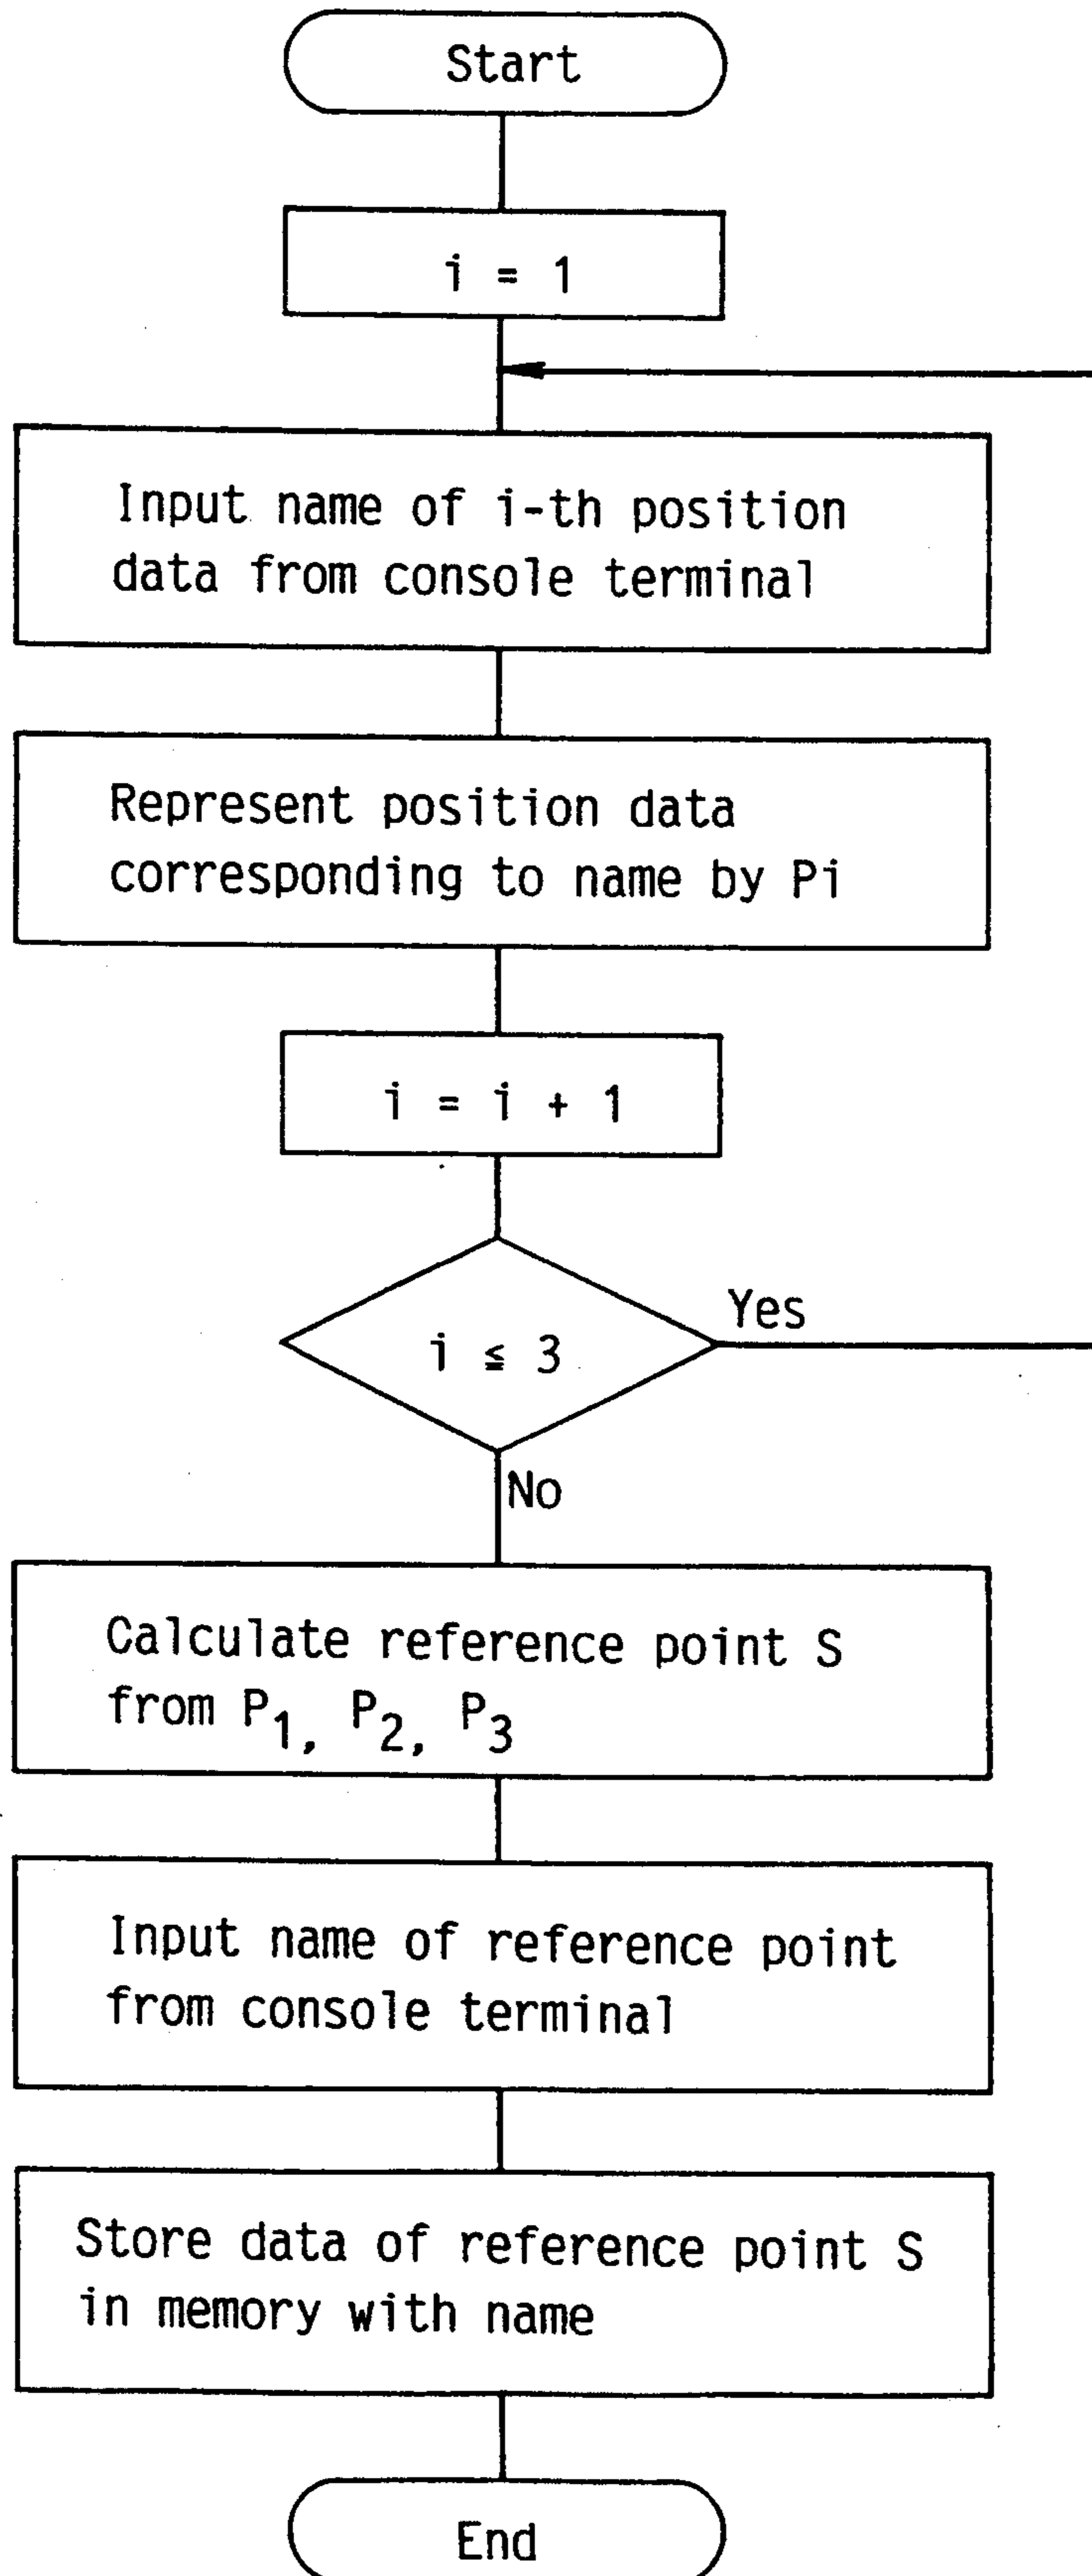 Start
i = 1
Input name of i-th position
data from console terminal
Represent position data
corresponding to name by Pi
i = i + 1
i ≦ 3
Yes
No
Calculate reference point S
from P1, P2, P3
Input name of reference point
from console terminal
Store data of reference point S
in memory with name
End